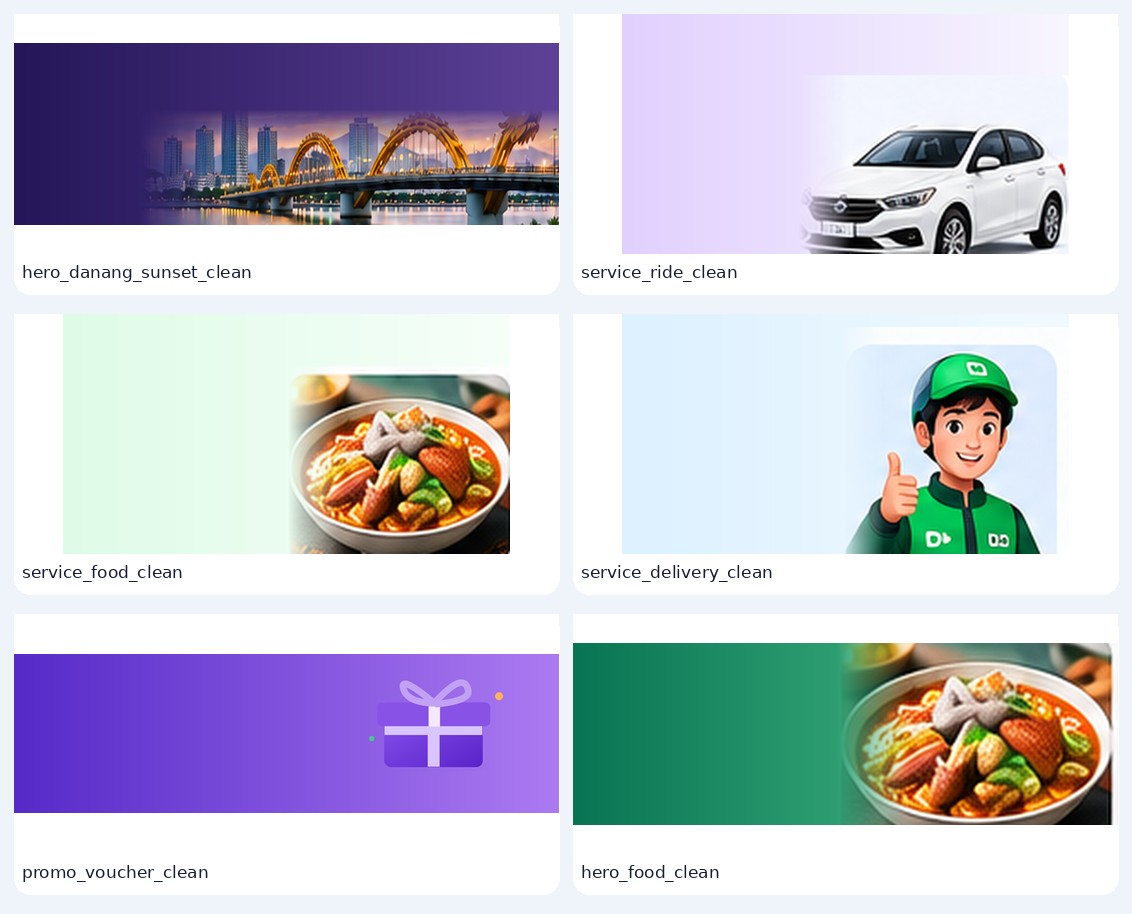 hero_danang_sunset_clean
service_ride_clean
service_food_clean
service_delivery_clean
promo_voucher_clean
hero_food_clean